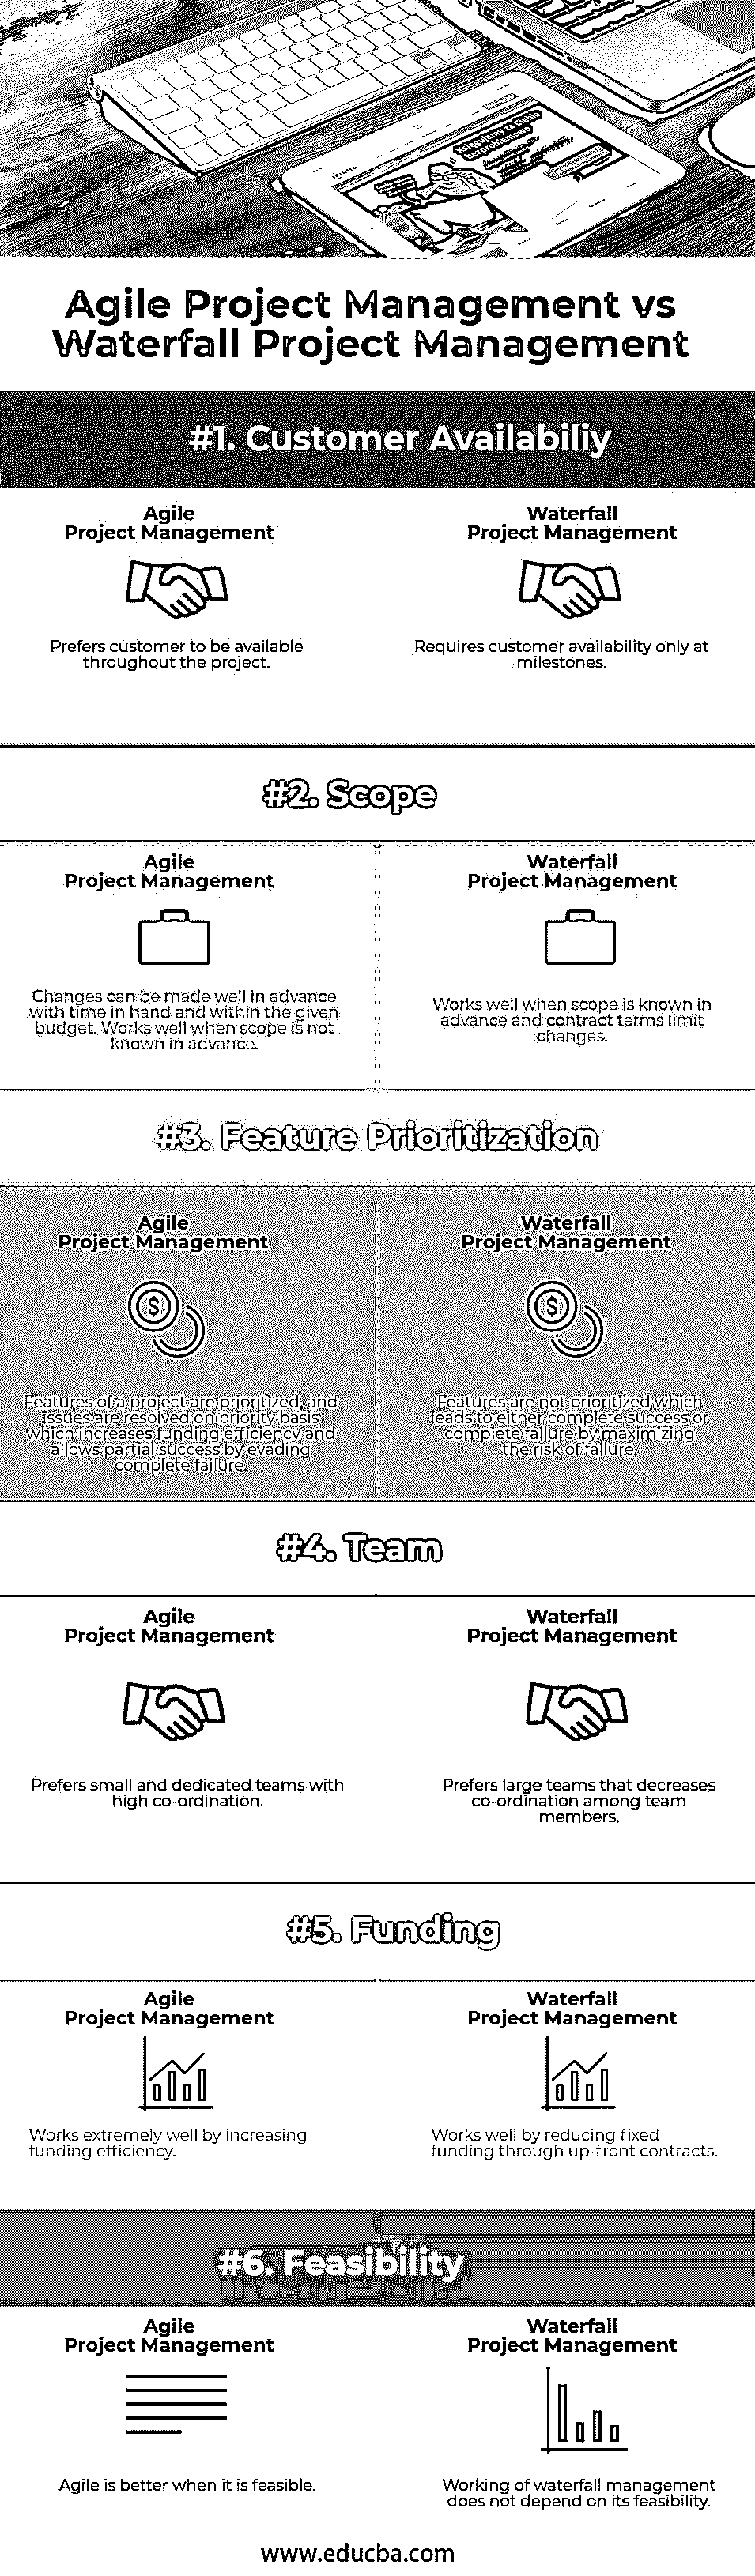 Agile Project Management vs
Waterfall Project Management
#1. Customer Availabiliy
Agile
Project Management
Prefers customer to be available
throughout the project.
Waterfall
Project Management
Requires customer availability only at
milestones.
#2. Scope
Agile
Project Management
Changes can be made well in advance
with time in hand and within the given
budget. Works well when scope is not
known in advance.
Waterfall
Project Management
Works well when scope is known in
advance and contract terms limit
changes.
#3. Feature Prioritization
Agile
Project Management
Features of a project are prioritized, and
issues are resolved on priority basis
which increases funding efficiency and
allows partial success by evading
complete failure.
Waterfall
Project Management
Features are not prioritized which
leads to either complete success or
complete failure by maximizing
the risk of failure.
#4. Team
Agile
Project Management
Prefers small and dedicated teams with
high co-ordination.
Waterfall
Project Management
Prefers large teams that decreases
co-ordination among team
members.
#5. Funding
Agile
Project Management
Works extremely well by increasing
funding efficiency.
Waterfall
Project Management
Works well by reducing fixed
funding through up-front contracts.
#6. Feasibility
Agile
Project Management
Agile is better when it is feasible.
Waterfall
Project Management
Working of waterfall management
does not depend on its feasibility.
www.educba.com